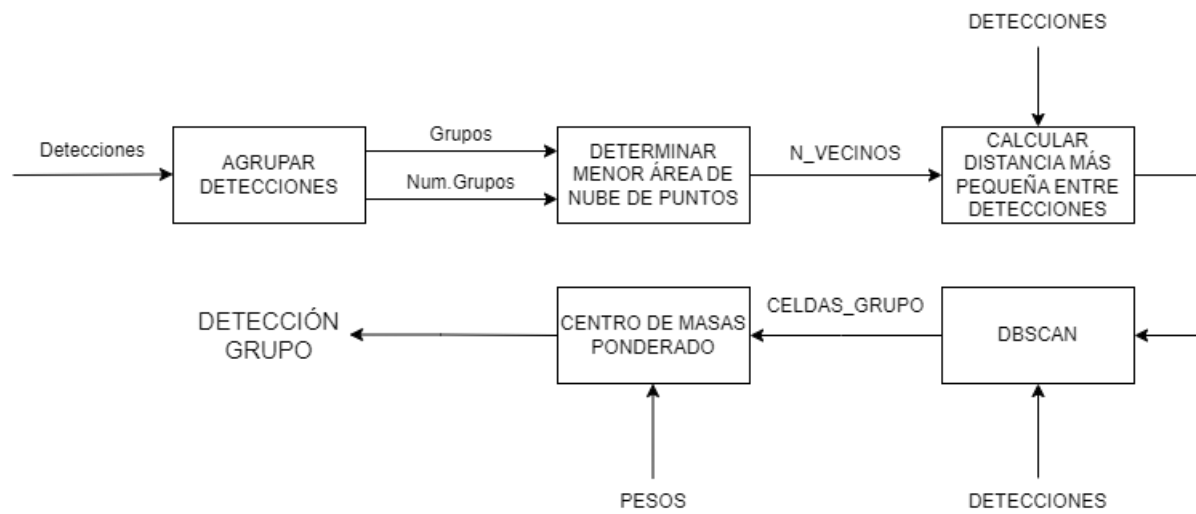 DETECCIONES
Detecciones
AGRUPAR
DETECCIONES
Grupos
Num.Grupos
DETERMINAR
MENOR ÁREA DE
NUBE DE PUNTOS
N_VECINOS
CALCULAR
DISTANCIA MÁS
PEQUEÑA ENTRE
DETECCIONES
DETECCIÓN
GRUPO
CENTRO DE MASAS
PONDERADO
CELDAS_GRUPO
DBSCAN
PESOS
DETECCIONES